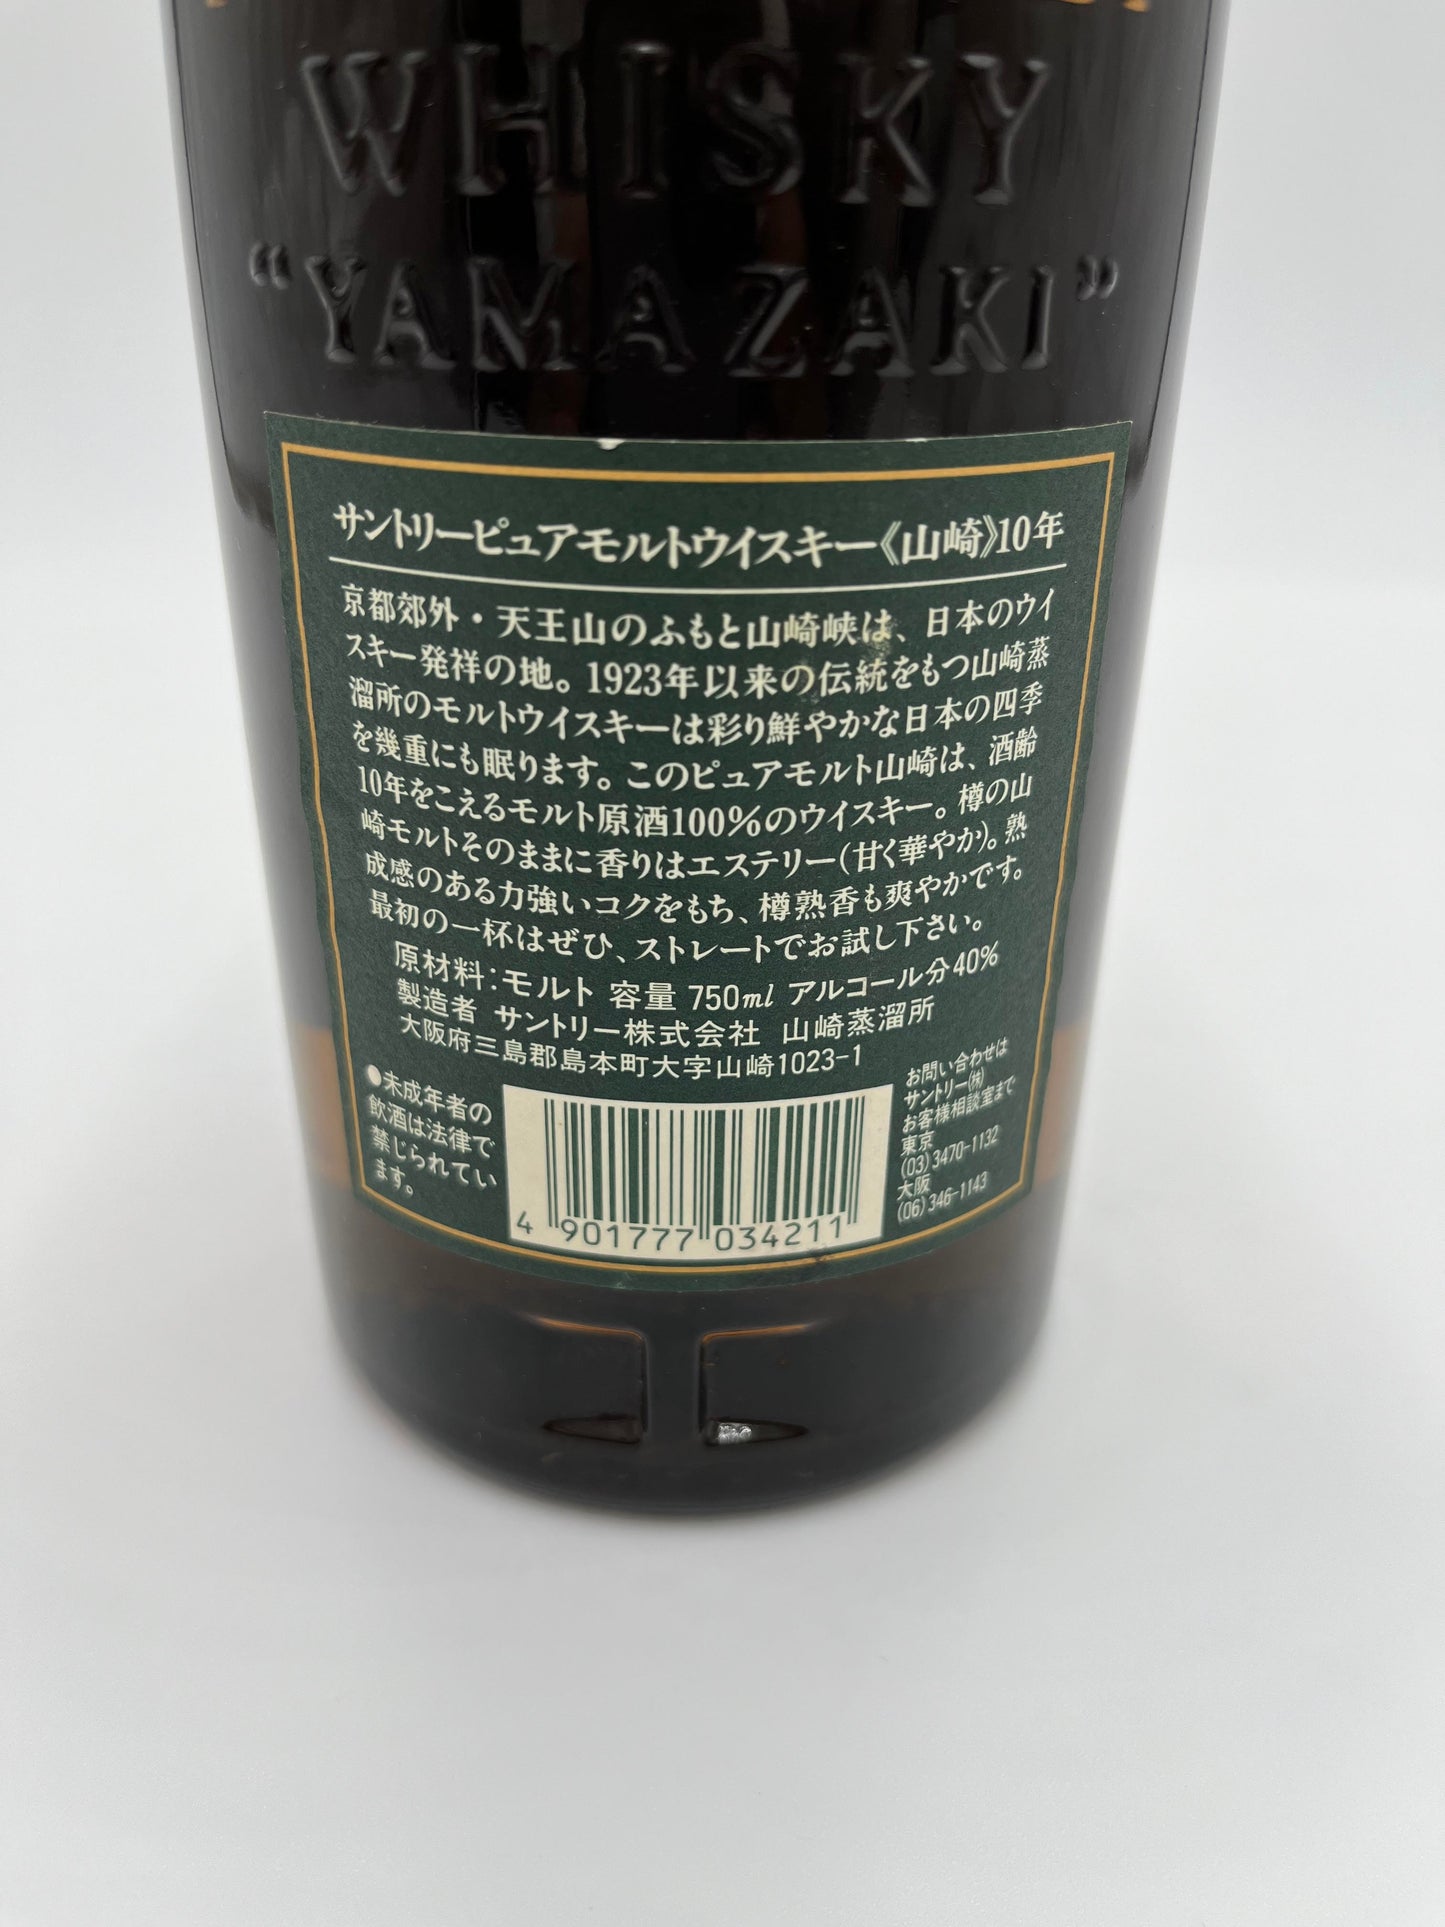 WHISKY
“YAMAZAKI”
サントリーピュアモルトウイスキー《山崎》10年
京都郊外・天王山のふもと山崎峡は、日本のウイ
スキー発祥の地。1923年以来の伝統をもつ山崎蒸
溜所のモルトウイスキーは彩り鮮やかな日本の四季
を幾重にも眠ります。このピュアモルト山崎は、酒齢
10年をこえるモルト原酒100%のウイスキー。樽の山
崎モルトそのままに香りはエステリー(甘く華やか)。熟
成感のある力強いコクをもち、樽熟香も爽やかです。
最初の一杯はぜひ、ストレートでお試し下さい。
原材料:モルト 容量 750ml アルコール分40%
製造者 サントリー株式会社 山崎蒸溜所
大阪府三島郡島本町大字山崎1023-1
●未成年者の
飲酒は法律で
禁じられてい
ます。
4 901777 034211
お問い合わせは
サントリー(株)
お客様相談室まで
東京
(03)3470-1132
大阪
(06)346-1143